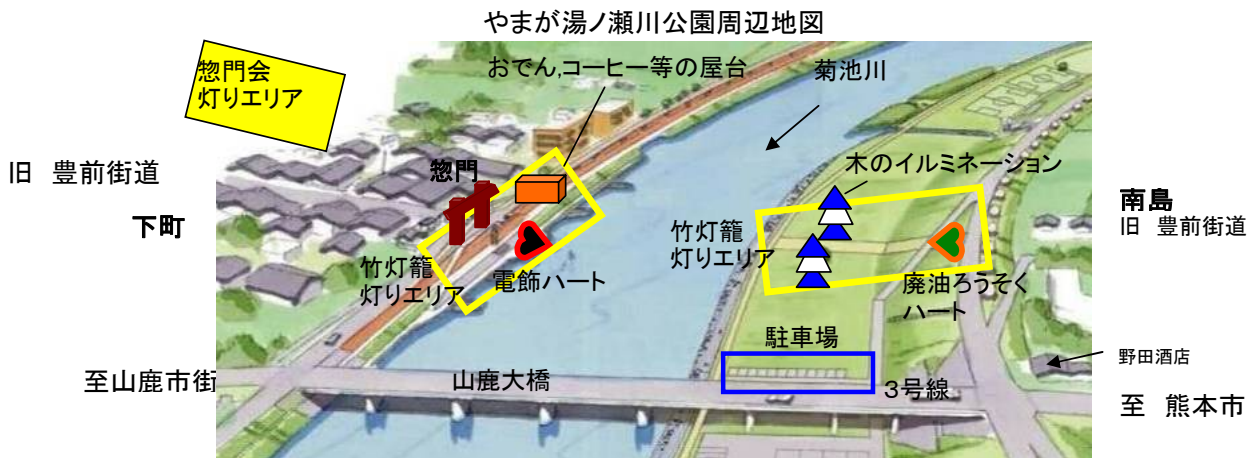 やまが湯ノ瀬川公園周辺地図
惣門会
灯りエリア
おでん,コーヒー等の屋台
菊池川
旧 豊前街道
下町
惣門
木のイルミネーション
南島
旧 豊前街道
竹灯籠
灯りエリア
竹灯籠
灯りエリア
電飾ハート
廃油ろうそく
ハート
駐車場
野田酒店
至山鹿市街
山鹿大橋
3号線
至 熊本市